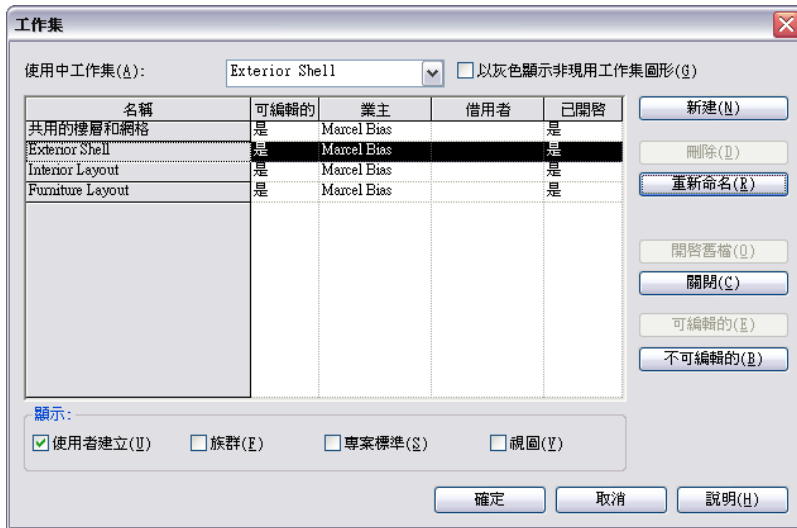 工作集
使用中工作集(A): Exterior Shell 以灰色顯示非現用工作集圖形(G)
名稱 可編輯的 業主 借用者 已開啓 新建(N)
共用的樓層和網格 是 Marcel Bias 是
Exterior Shell 是 Marcel Bias 是 刪除(D)
Interior Layout 是 Marcel Bias 是
Furniture Layout 是 Marcel Bias 是 重新命名(R)
開啓舊檔(O)
關閉(C)
可編輯的(E)
不可編輯的(B)
顯示:
使用者建立(U) 族群(F) 專案標準(S) 視圖(V)
確定 取消 說明(H)